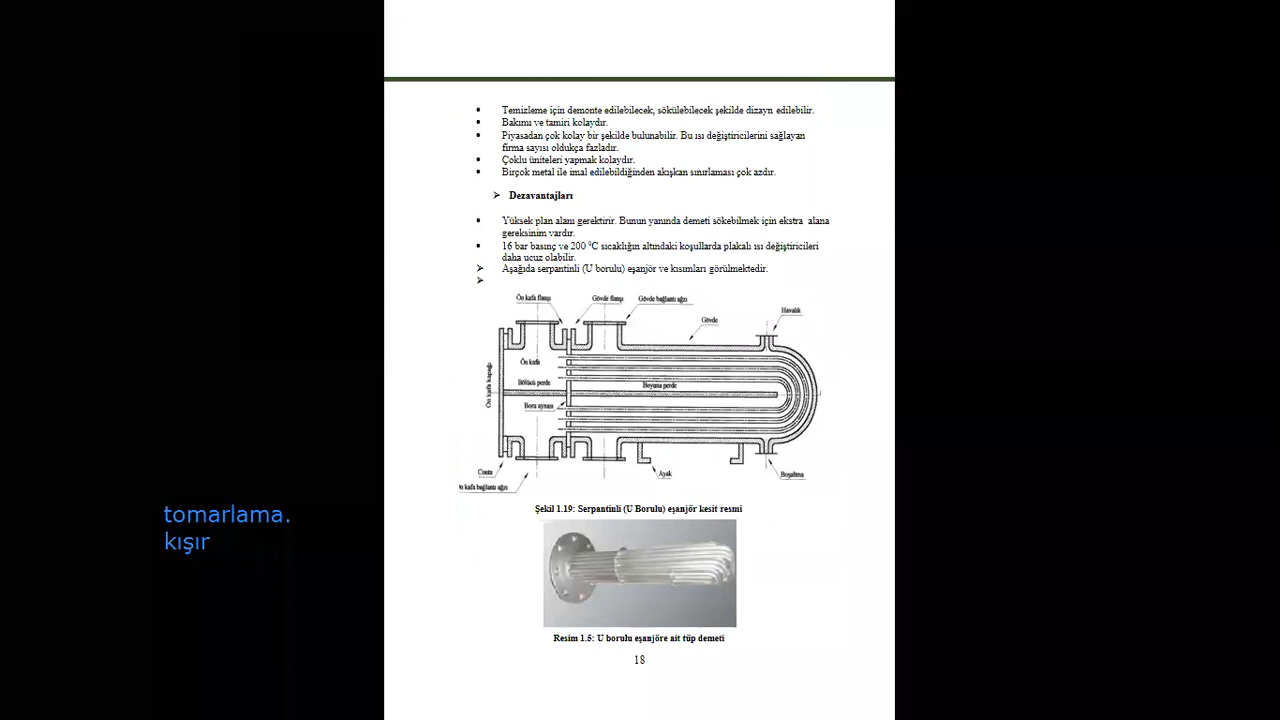 Temizleme için demonte edilebilecek, sökülebilecek şekilde dizayn edilebilir.
Bakımı ve tamiri kolaydır.
Piyasadan çok kolay bir şekilde bulunabilir. Bu ısı değiştiricilerini sağlayan
firma sayısı oldukça fazladır.
Çoklu üniteleri yapmak kolaydır.
Birçok metal ile imal edilebildiğinden akışkan sınırlaması çok azdır.
Dezavantajları
Yüksek plan alanı gerektirir. Bunun yanında demeti sökebilmek için ekstra alana
gereksinim vardır.
16 bar basınç ve 200 ⁰C sıcaklığın altındaki koşullarda plakalı ısı değiştiricileri
daha ucuz olabilir.
Aşağıda serpantinli (U borulu) eşanjör ve kısımları görülmektedir.
Ön kafa flanşı
Gövde flanşı
Gövde bağlantı ağzı
Gövde
Havalık
Ön kafa
Bölücü perde
Boyuna perde
Ön kafa kapağı
Boru aynası
Conta
Ayak
Boşaltma
n kafa bağlantı ağzı
Şekil 1.19: Serpantinli (U Borulu) eşanjör kesit resmi
tomarlama.
kışır
Resim 1.5: U borulu eşanjöre ait tüp demeti
18